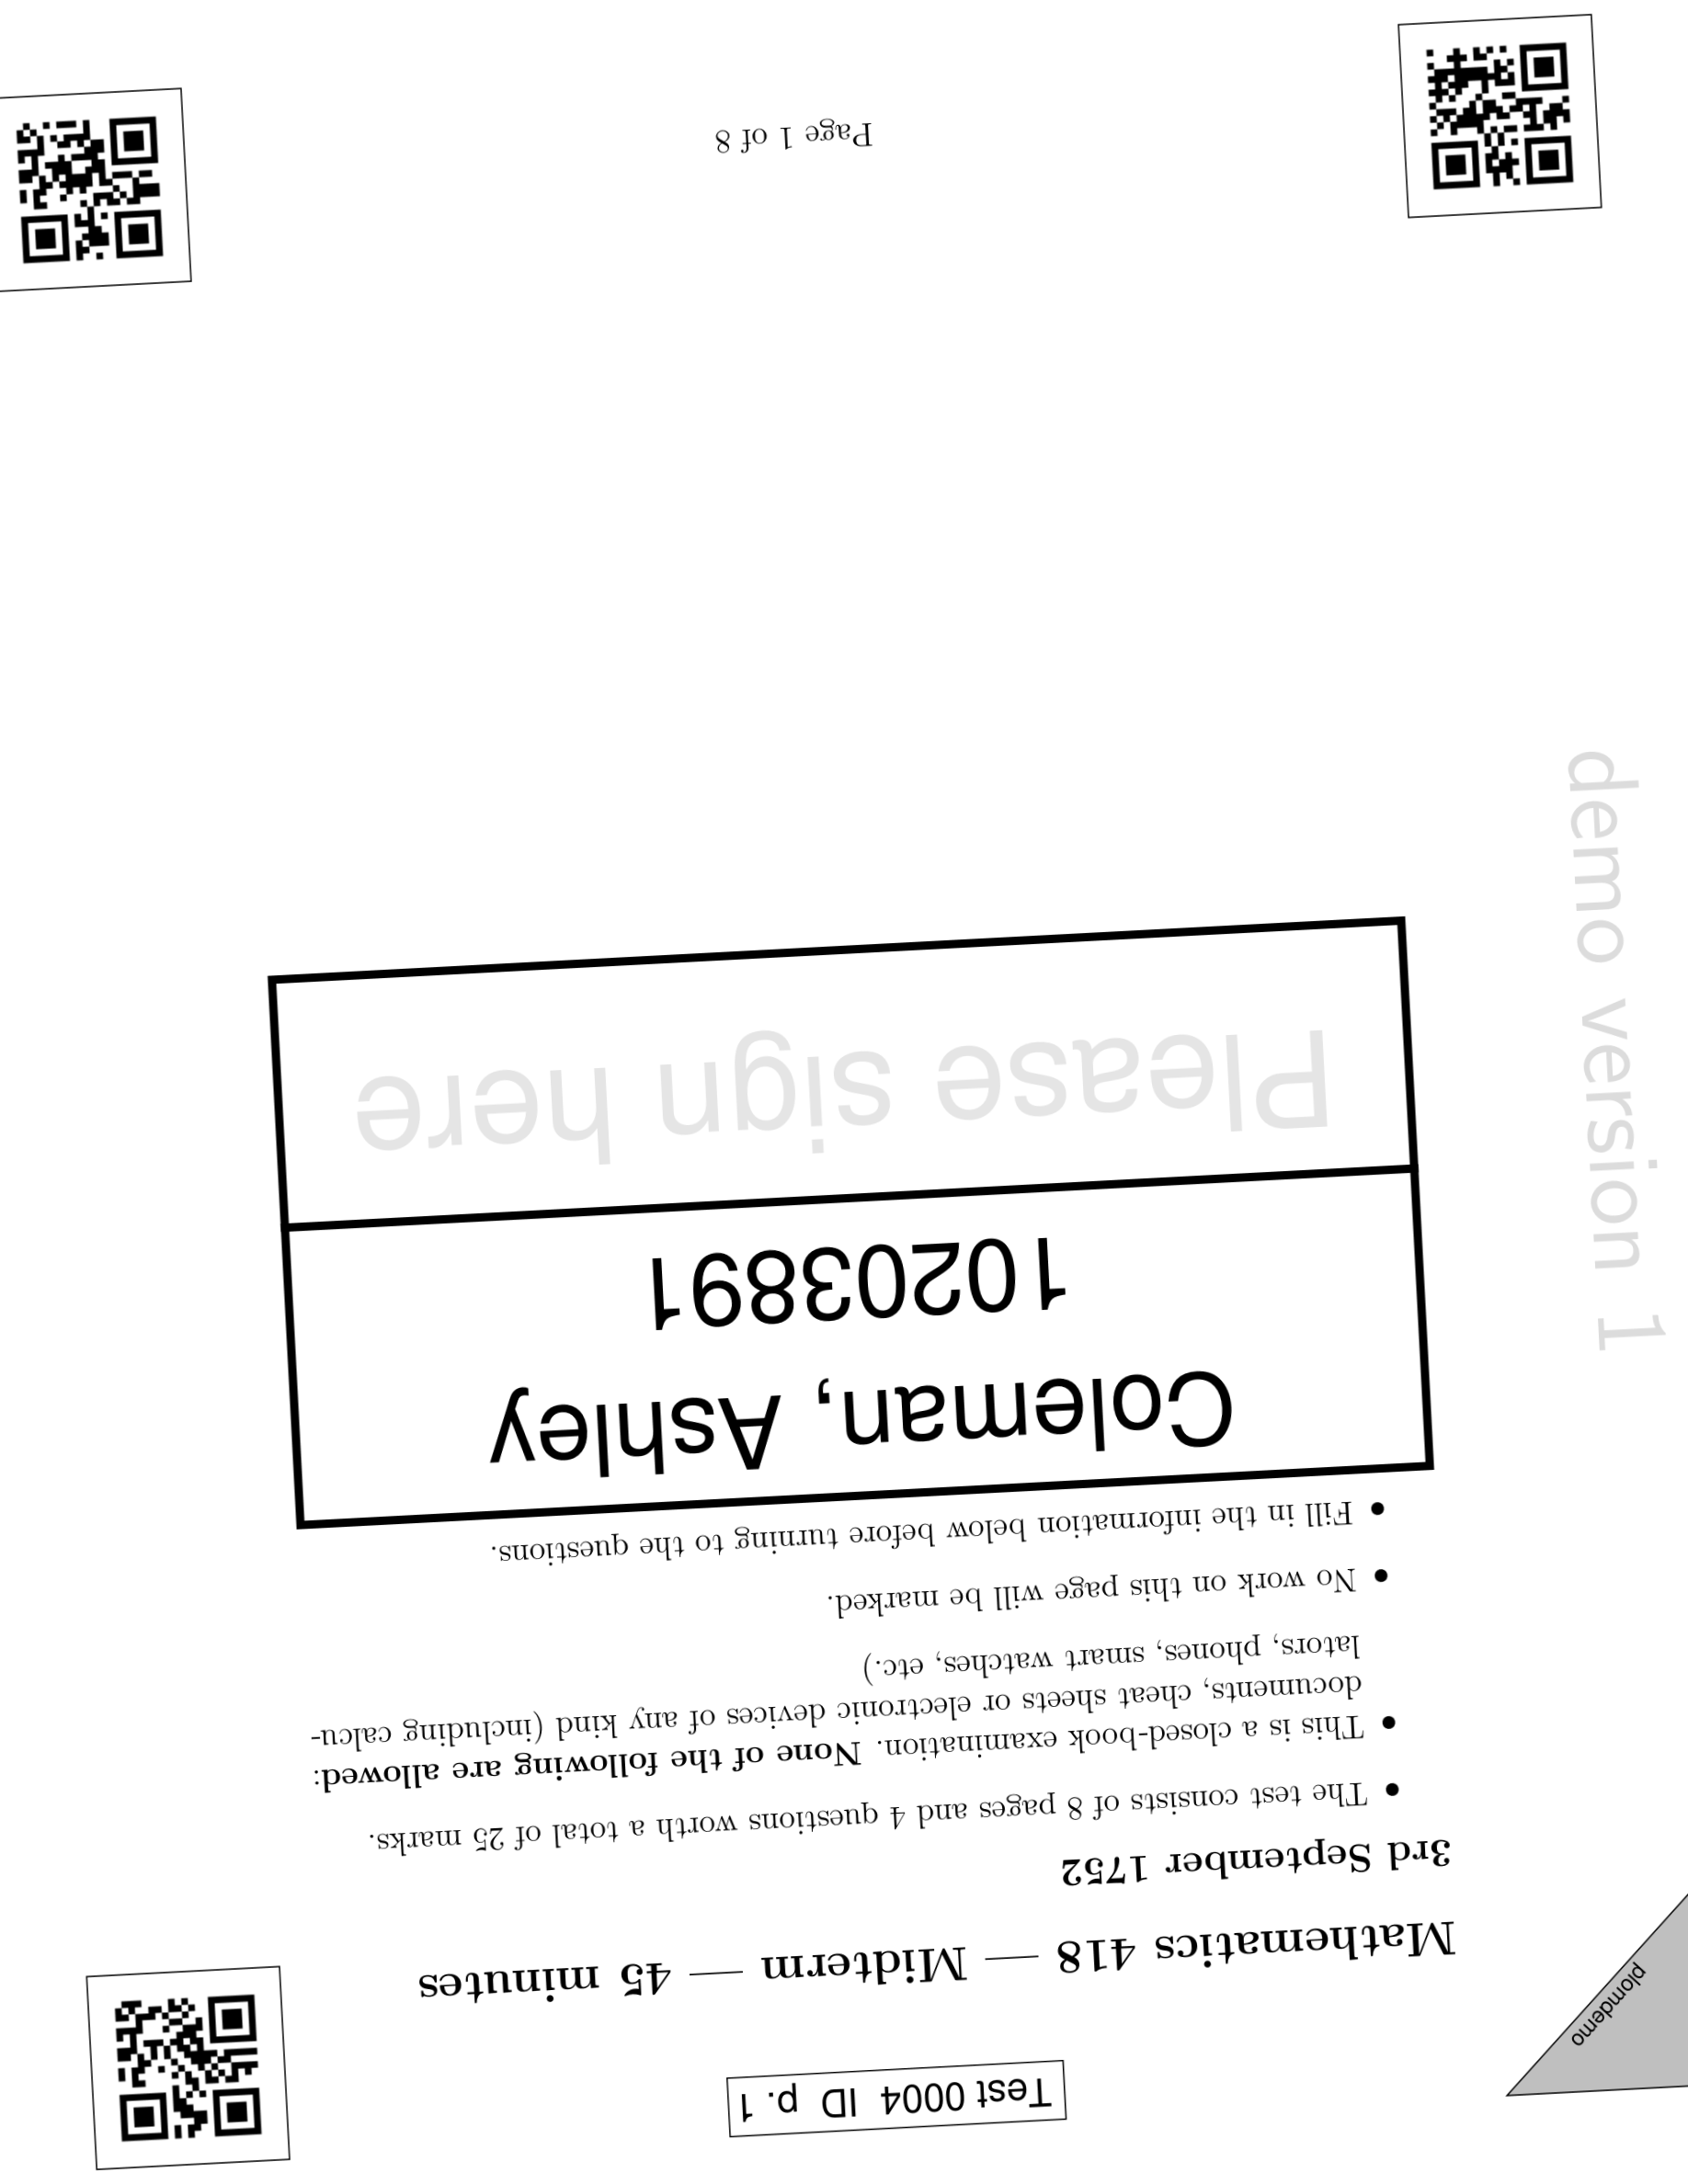 Test 0004 ID p. 1
plomdemo
Mathematics 418 — Midterm — 45 minutes
3rd September 1752
• The test consists of 8 pages and 4 questions worth a total of 25 marks.
• This is a closed-book examination. None of the following are allowed:
documents, cheat sheets or electronic devices of any kind (including calcu-
lators, phones, smart watches, etc.)
• No work on this page will be marked.
• Fill in the information below before turning to the questions.
Coleman, Ashley
10203891
Please sign here
demo version 1
Page 1 of 8